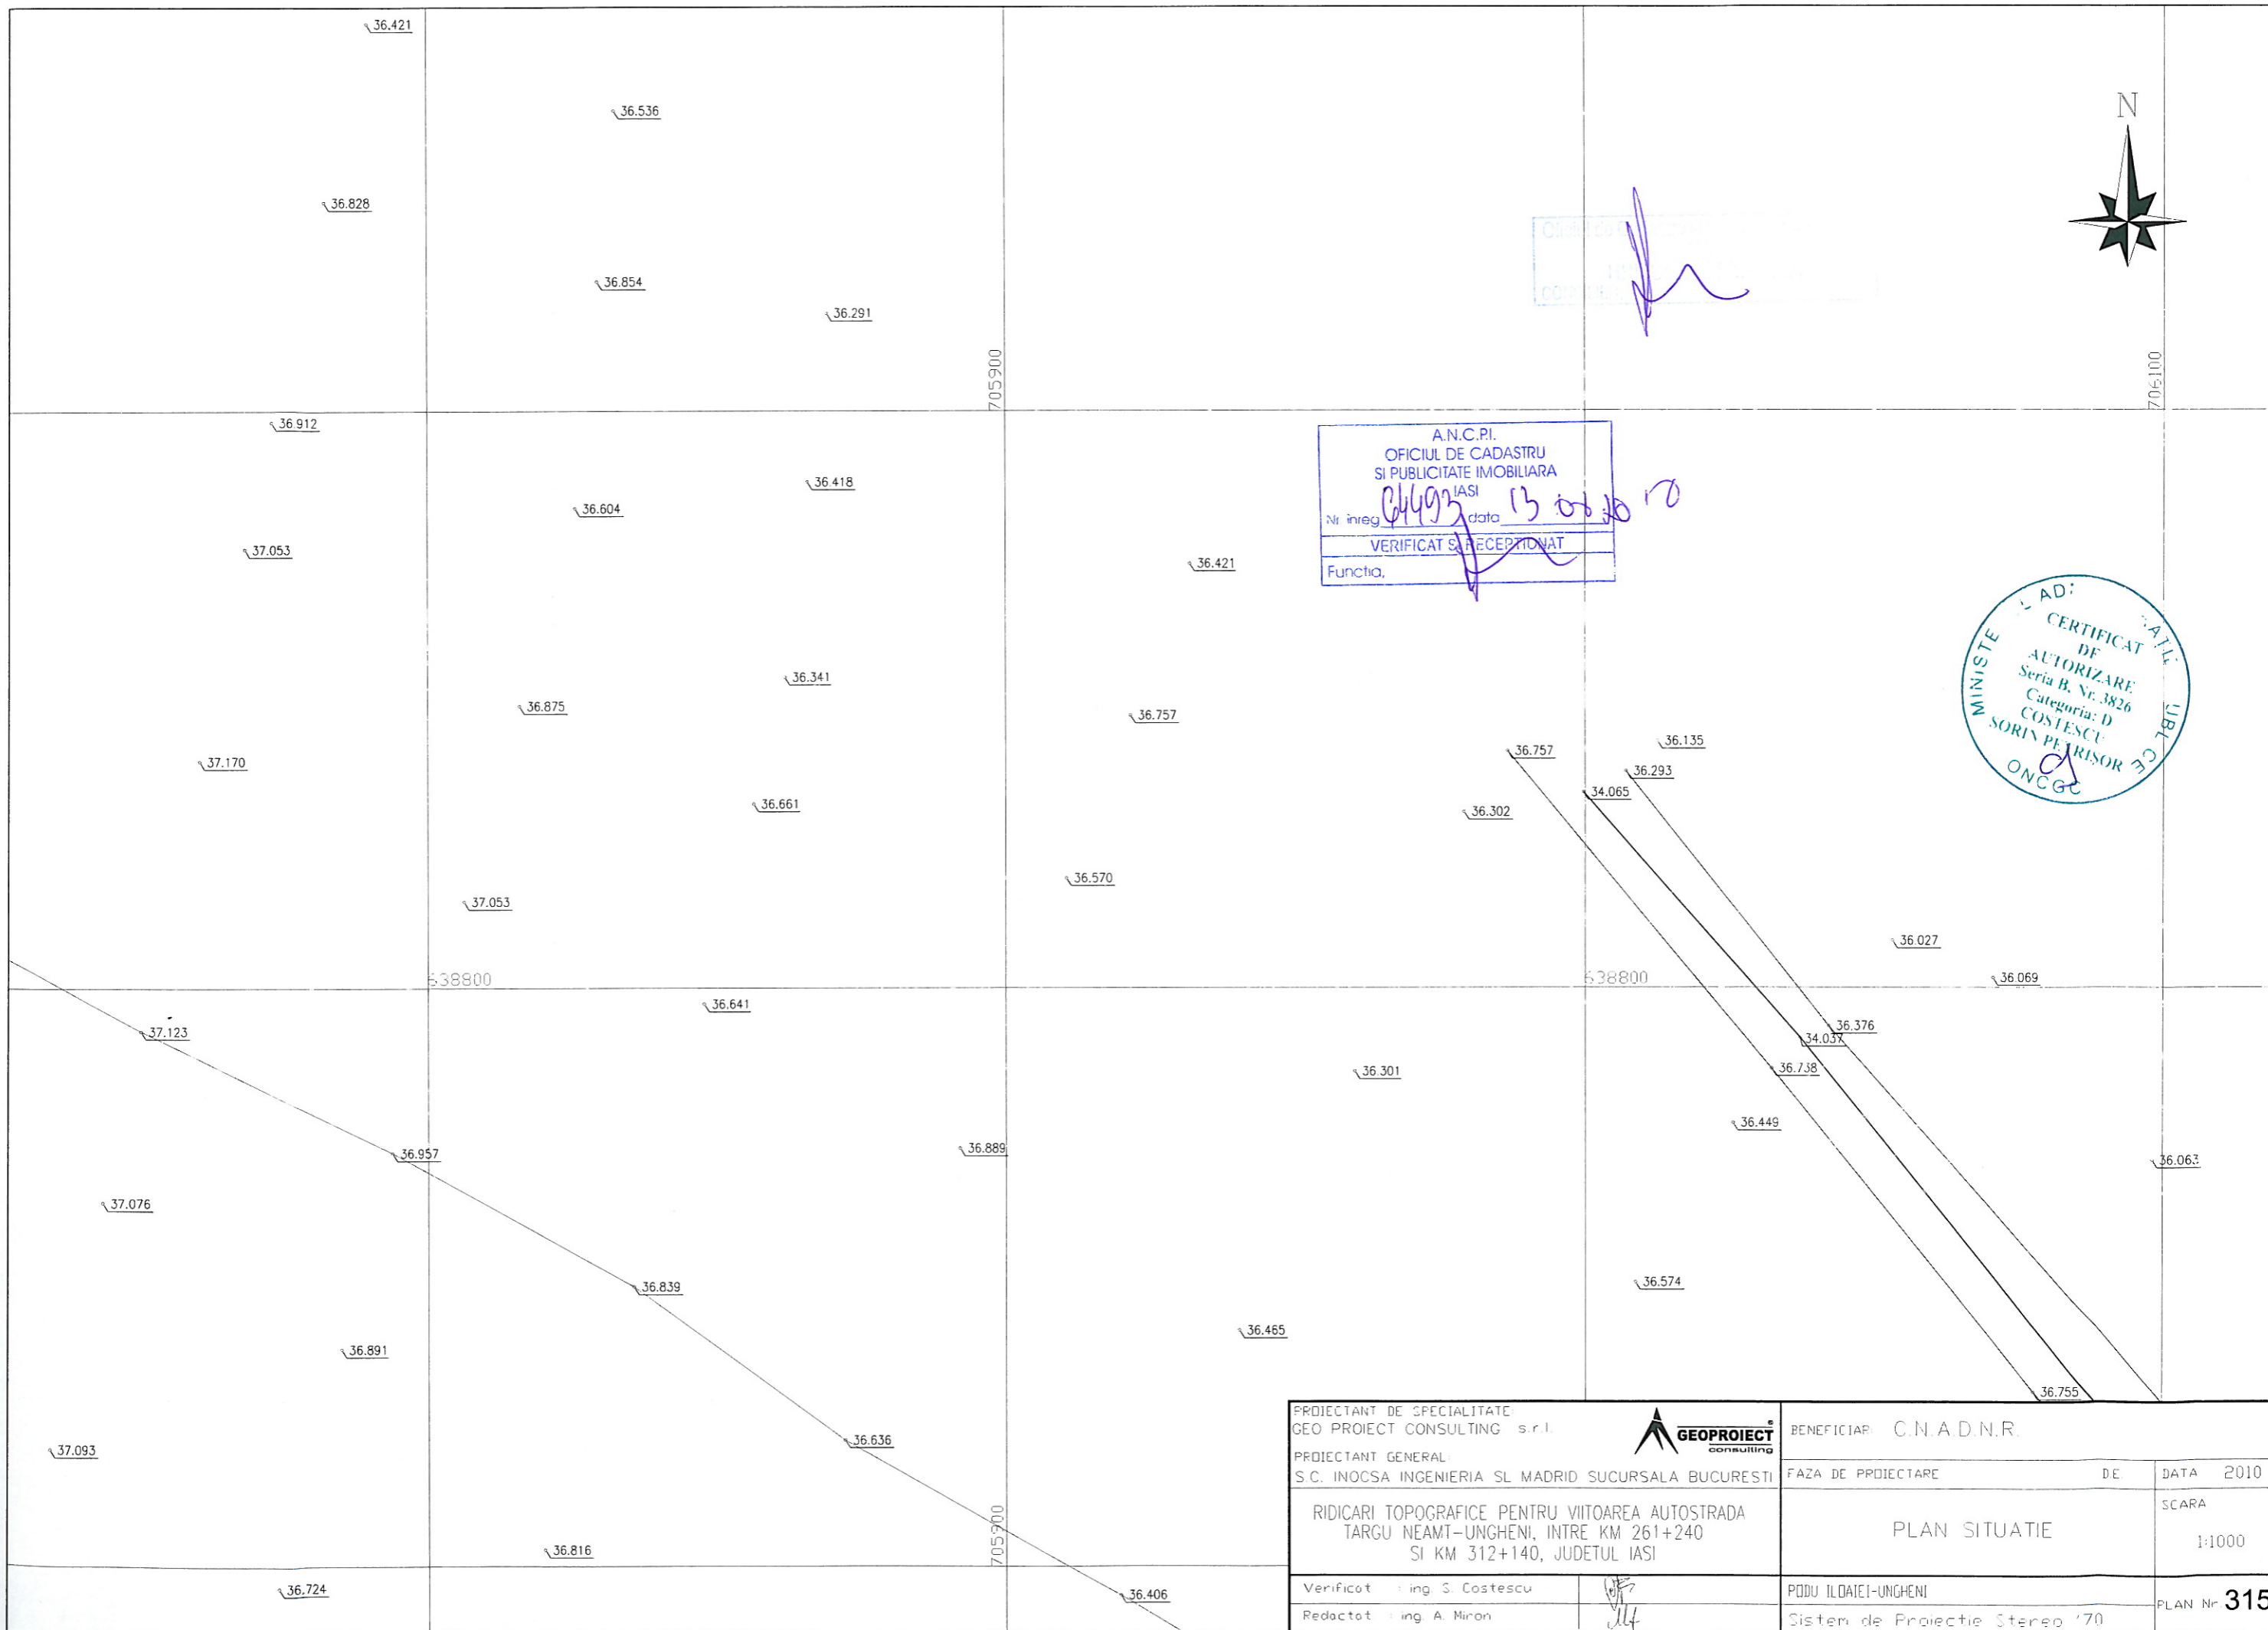 36.421
36.536
N
36.828
36.854
36.291
705900
706100
36.912
A.N.C.P.I.
OFICIUL DE CADASTRU
SI PUBLICITATE IMOBILIARA
IASI
Nr. inreg 64493 data 13
VERIFICAT SI RECEPTIONAT
Functia,
36.418
36.604
37.053
36.421
CERTIFICAT
DE
AUTORIZARE
Seria B, Nr. 3826
Categoria: D
COSTESCU
SORIN PETRISOR
MINISTE
ONCGC
36.341
36.875
36.757
36.757
36.135
37.170
36.293
34.065
36.661
36.302
36.570
37.053
36.027
638800
638800
36.069
36.641
37.123
36.376
34.037
36.738
36.301
36.449
36.957
36.889
36.063
37.076
36.839
36.574
36.465
36.891
36.755
37.093
36.636
705900
36.816
36.724
36.406
PROIECTANT DE SPECIALITATE:
GEO PROIECT CONSULTING s.r.l.
GEOPROIECT
consulting
PROIECTANT GENERAL:
S.C. INOCSA INGENIERIA SL MADRID SUCURSALA BUCURESTI
BENEFICIAR: C.N.A.D.N.R.
FAZA DE PROIECTARE D.E.
DATA 2010
RIDICARI TOPOGRAFICE PENTRU VIITOAREA AUTOSTRADA
TARGU NEAMT-UNGHENI, INTRE KM 261+240
SI KM 312+140, JUDETUL IASI
PLAN SITUATIE
SCARA
1:1000
Verificat : ing. S. Costescu
Redactat : ing. A. Miron
PODU ILOAIEI-UNGHENI
Sistem de Proiectie Stereo '70
PLAN Nr 315